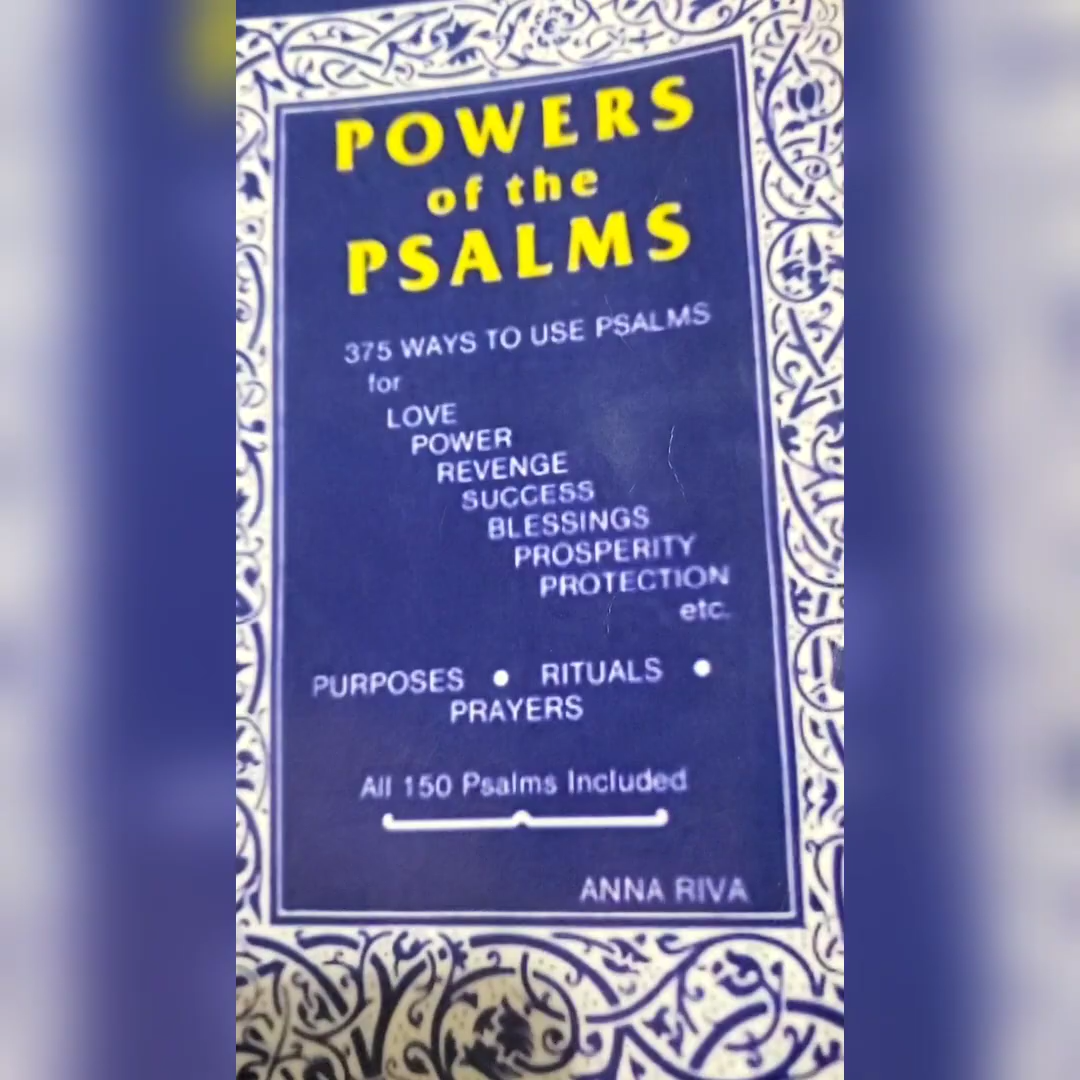 POWERS
of the
PSALMS
375 WAYS TO USE PSALMS
for
LOVE
POWER
REVENGE
SUCCESS
BLESSINGS
PROSPERITY
PROTECTION
etc.
PURPOSES • RITUALS •
PRAYERS
All 150 Psalms Included
ANNA RIVA